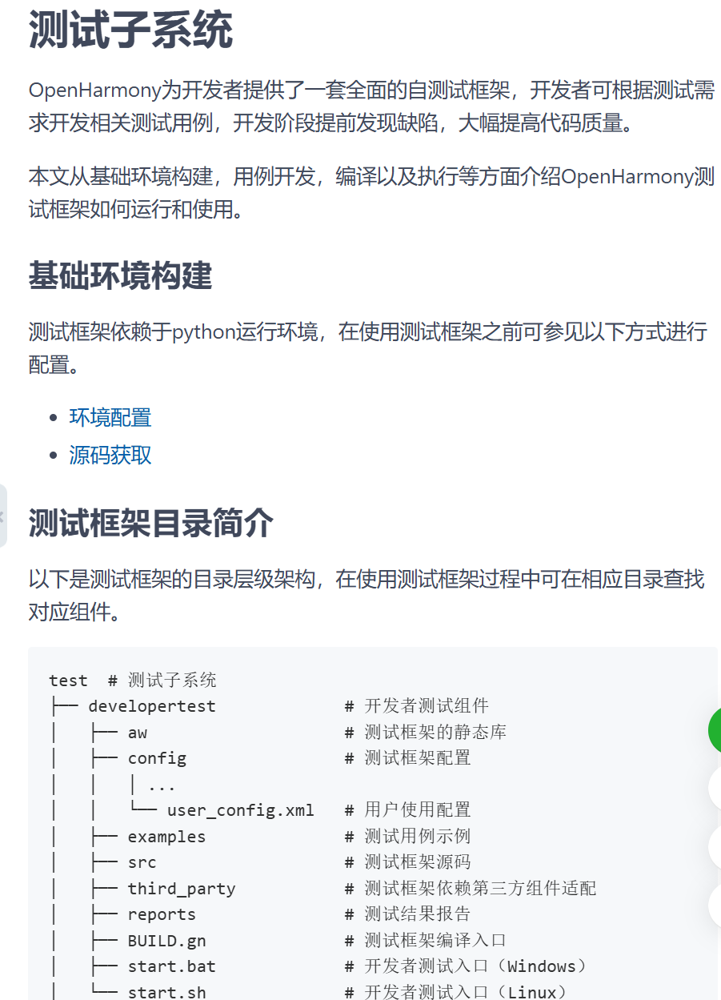 测试子系统
OpenHarmony为开发者提供了一套全面的自测试框架，开发者可根据测试需
求开发相关测试用例，开发阶段提前发现缺陷，大幅提高代码质量。
本文从基础环境构建，用例开发，编译以及执行等方面介绍OpenHarmony测
试框架如何运行和使用。
基础环境构建
测试框架依赖于python运行环境，在使用测试框架之前可参见以下方式进行
配置。
• 环境配置
• 源码获取
测试框架目录简介
以下是测试框架的目录层级架构，在使用测试框架过程中可在相应目录查找
对应组件。
test  # 测试子系统
├── developertest             # 开发者测试组件
│   ├── aw                    # 测试框架的静态库
│   ├── config                # 测试框架配置
│   │   │ ...
│   │   └── user_config.xml   # 用户使用配置
│   ├── examples              # 测试用例示例
│   ├── src                   # 测试框架源码
│   ├── third_party           # 测试框架依赖第三方组件适配
│   ├── reports               # 测试结果报告
│   ├── BUILD.gn              # 测试框架编译入口
│   ├── start.bat             # 开发者测试入口（Windows）
│   └── start.sh              # 开发者测试入口（Linux）